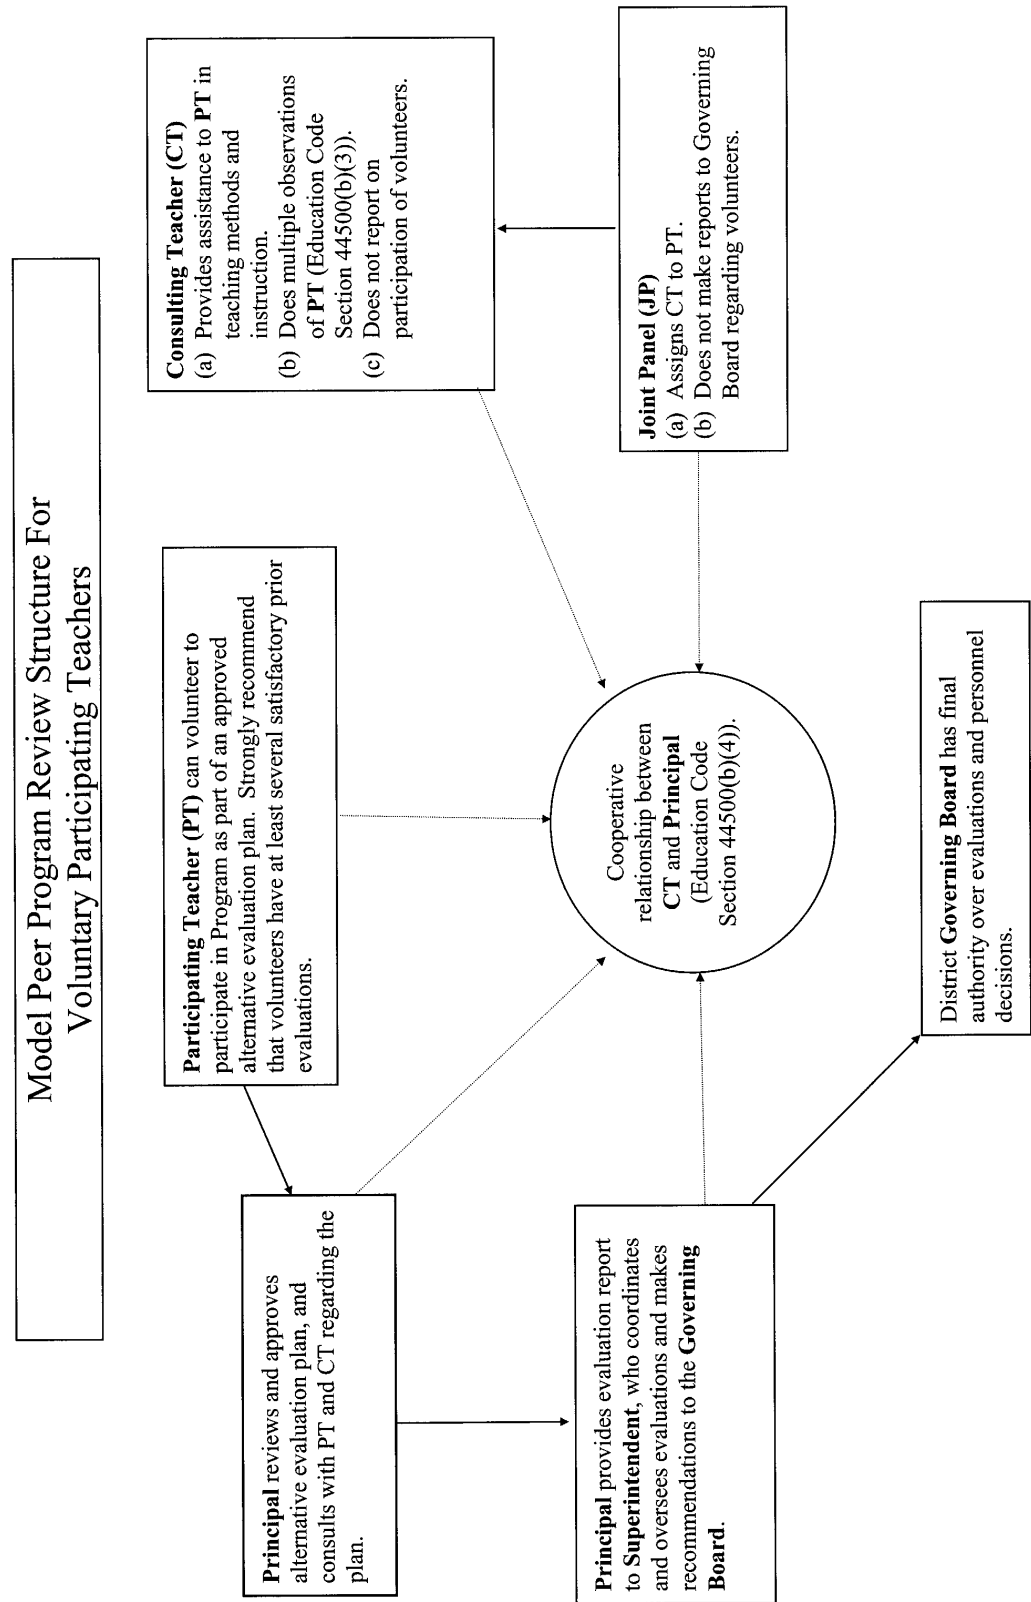 Model Peer Program Review Structure For
Voluntary Participating Teachers
Principal reviews and approves
alternative evaluation plan, and
consults with PT and CT regarding the
plan.
Participating Teacher (PT) can volunteer to
participate in Program as part of an approved
alternative evaluation plan. Strongly recommend
that volunteers have at least several satisfactory prior
evaluations.
Consulting Teacher (CT)
(a) Provides assistance to PT in
teaching methods and
instruction.
(b) Does multiple observations
of PT (Education Code
Section 44500(b)(3)).
(c) Does not report on
participation of volunteers.
Principal provides evaluation report
to Superintendent, who coordinates
and oversees evaluations and makes
recommendations to the Governing
Board.
Cooperative
relationship between
CT and Principal
(Education Code
Section 44500(b)(4)).
Joint Panel (JP)
(a) Assigns CT to PT.
(b) Does not make reports to Governing
Board regarding volunteers.
District Governing Board has final
authority over evaluations and personnel
decisions.